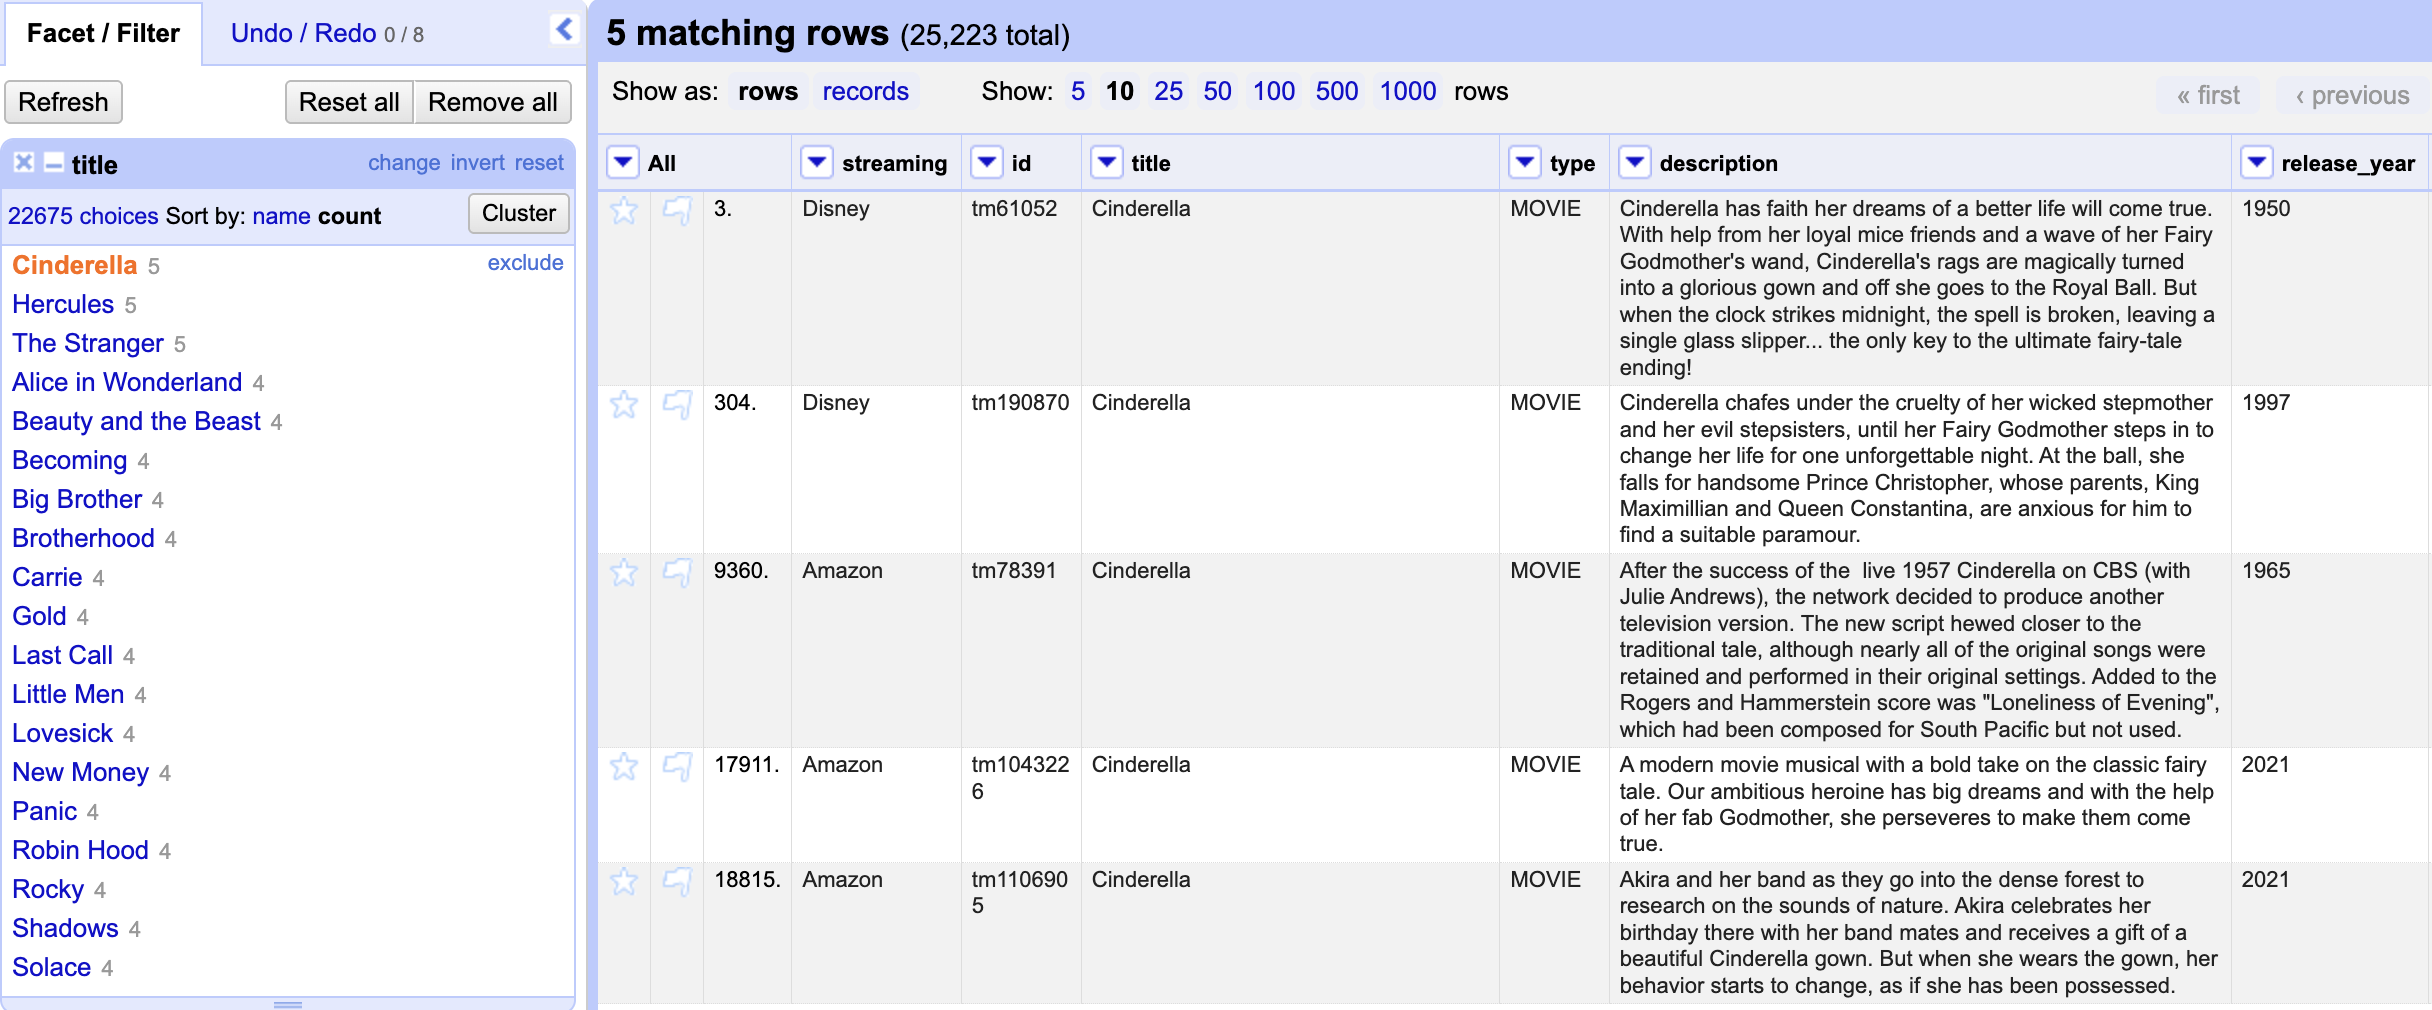 Facet / Filter
Undo / Redo 0 / 8
Refresh
Reset all
Remove all
title
change invert reset
22675 choices Sort by: name count
Cluster
Cinderella 5
exclude
Hercules 5
The Stranger 5
Alice in Wonderland 4
Beauty and the Beast 4
Becoming 4
Big Brother 4
Brotherhood 4
Carrie 4
Gold 4
Last Call 4
Little Men 4
Lovesick 4
New Money 4
Panic 4
Robin Hood 4
Rocky 4
Shadows 4
Solace 4
5 matching rows (25,223 total)
Show as: rows records
Show: 5 10 25 50 100 500 1000 rows
« first
‹ previous
All
streaming
id
title
type
description
release_year
3.
Disney
tm61052
Cinderella
MOVIE
Cinderella has faith her dreams of a better life will come true.
With help from her loyal mice friends and a wave of her Fairy
Godmother's wand, Cinderella's rags are magically turned
into a glorious gown and off she goes to the Royal Ball. But
when the clock strikes midnight, the spell is broken, leaving a
single glass slipper... the only key to the ultimate fairy-tale
ending!
1950
304.
Disney
tm190870
Cinderella
MOVIE
Cinderella chafes under the cruelty of her wicked stepmother
and her evil stepsisters, until her Fairy Godmother steps in to
change her life for one unforgettable night. At the ball, she
falls for handsome Prince Christopher, whose parents, King
Maximillian and Queen Constantina, are anxious for him to
find a suitable paramour.
1997
9360.
Amazon
tm78391
Cinderella
MOVIE
After the success of the  live 1957 Cinderella on CBS (with
Julie Andrews), the network decided to produce another
television version. The new script hewed closer to the
traditional tale, although nearly all of the original songs were
retained and performed in their original settings. Added to the
Rogers and Hammerstein score was "Loneliness of Evening",
which had been composed for South Pacific but not used.
1965
17911.
Amazon
tm104322
6
Cinderella
MOVIE
A modern movie musical with a bold take on the classic fairy
tale. Our ambitious heroine has big dreams and with the help
of her fab Godmother, she perseveres to make them come
true.
2021
18815.
Amazon
tm110690
5
Cinderella
MOVIE
Akira and her band as they go into the dense forest to
research on the sounds of nature. Akira celebrates her
birthday there with her band mates and receives a gift of a
beautiful Cinderella gown. But when she wears the gown, her
behavior starts to change, as if she has been possessed.
2021